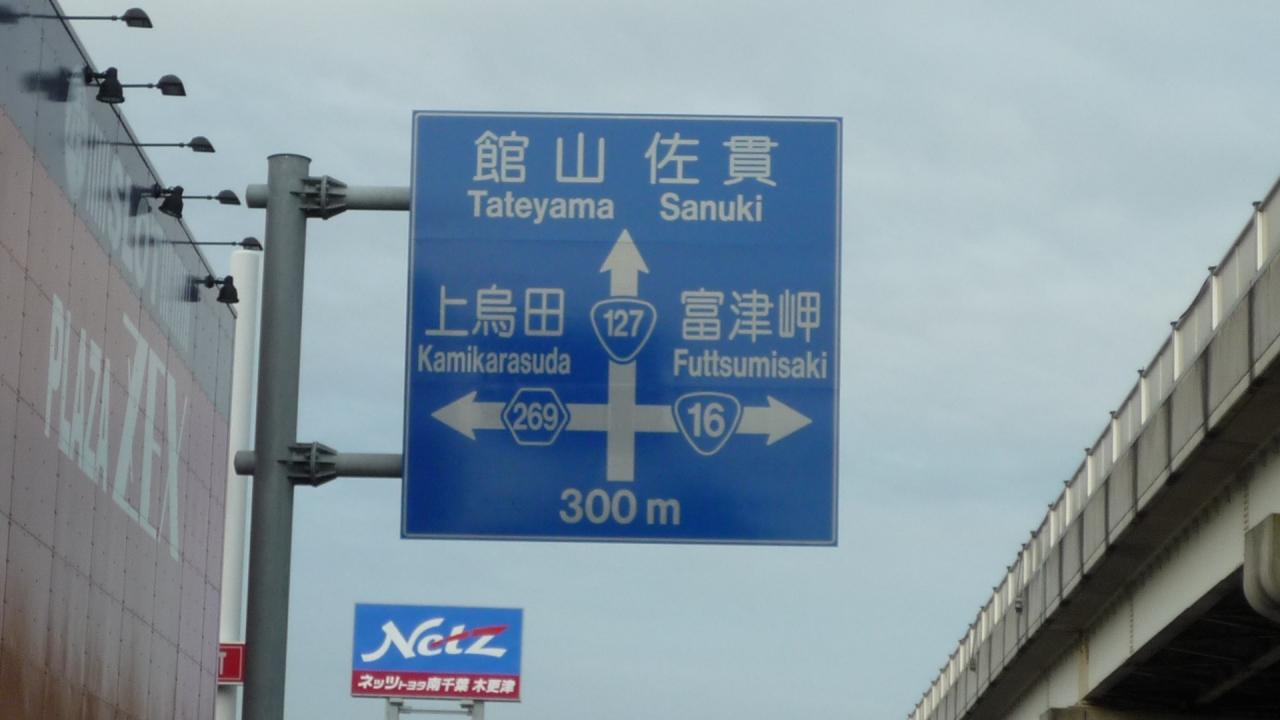 館山 佐貫
Tateyama Sanuki
上烏田 127 富津岬
Kamikarasuda Futtsumisaki
269 16
300 m
PLAZA ZEX
Netz
ネッツトヨタ南千葉 木更津